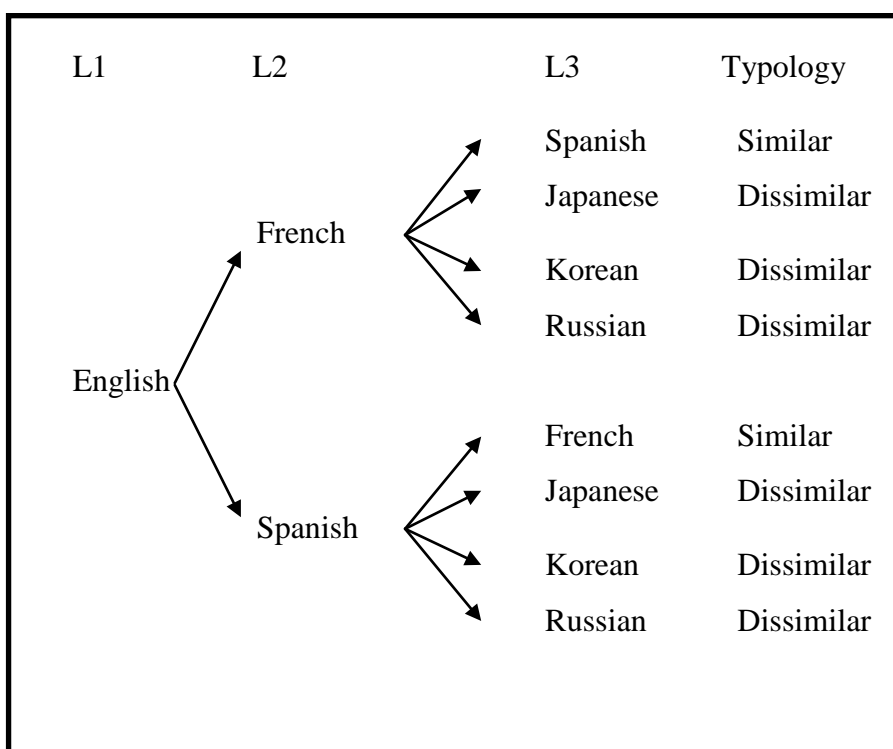 L1 L2 L3 Typology
Spanish Similar
Japanese Dissimilar
French
Korean Dissimilar
Russian Dissimilar
English
French Similar
Japanese Dissimilar
Spanish
Korean Dissimilar
Russian Dissimilar